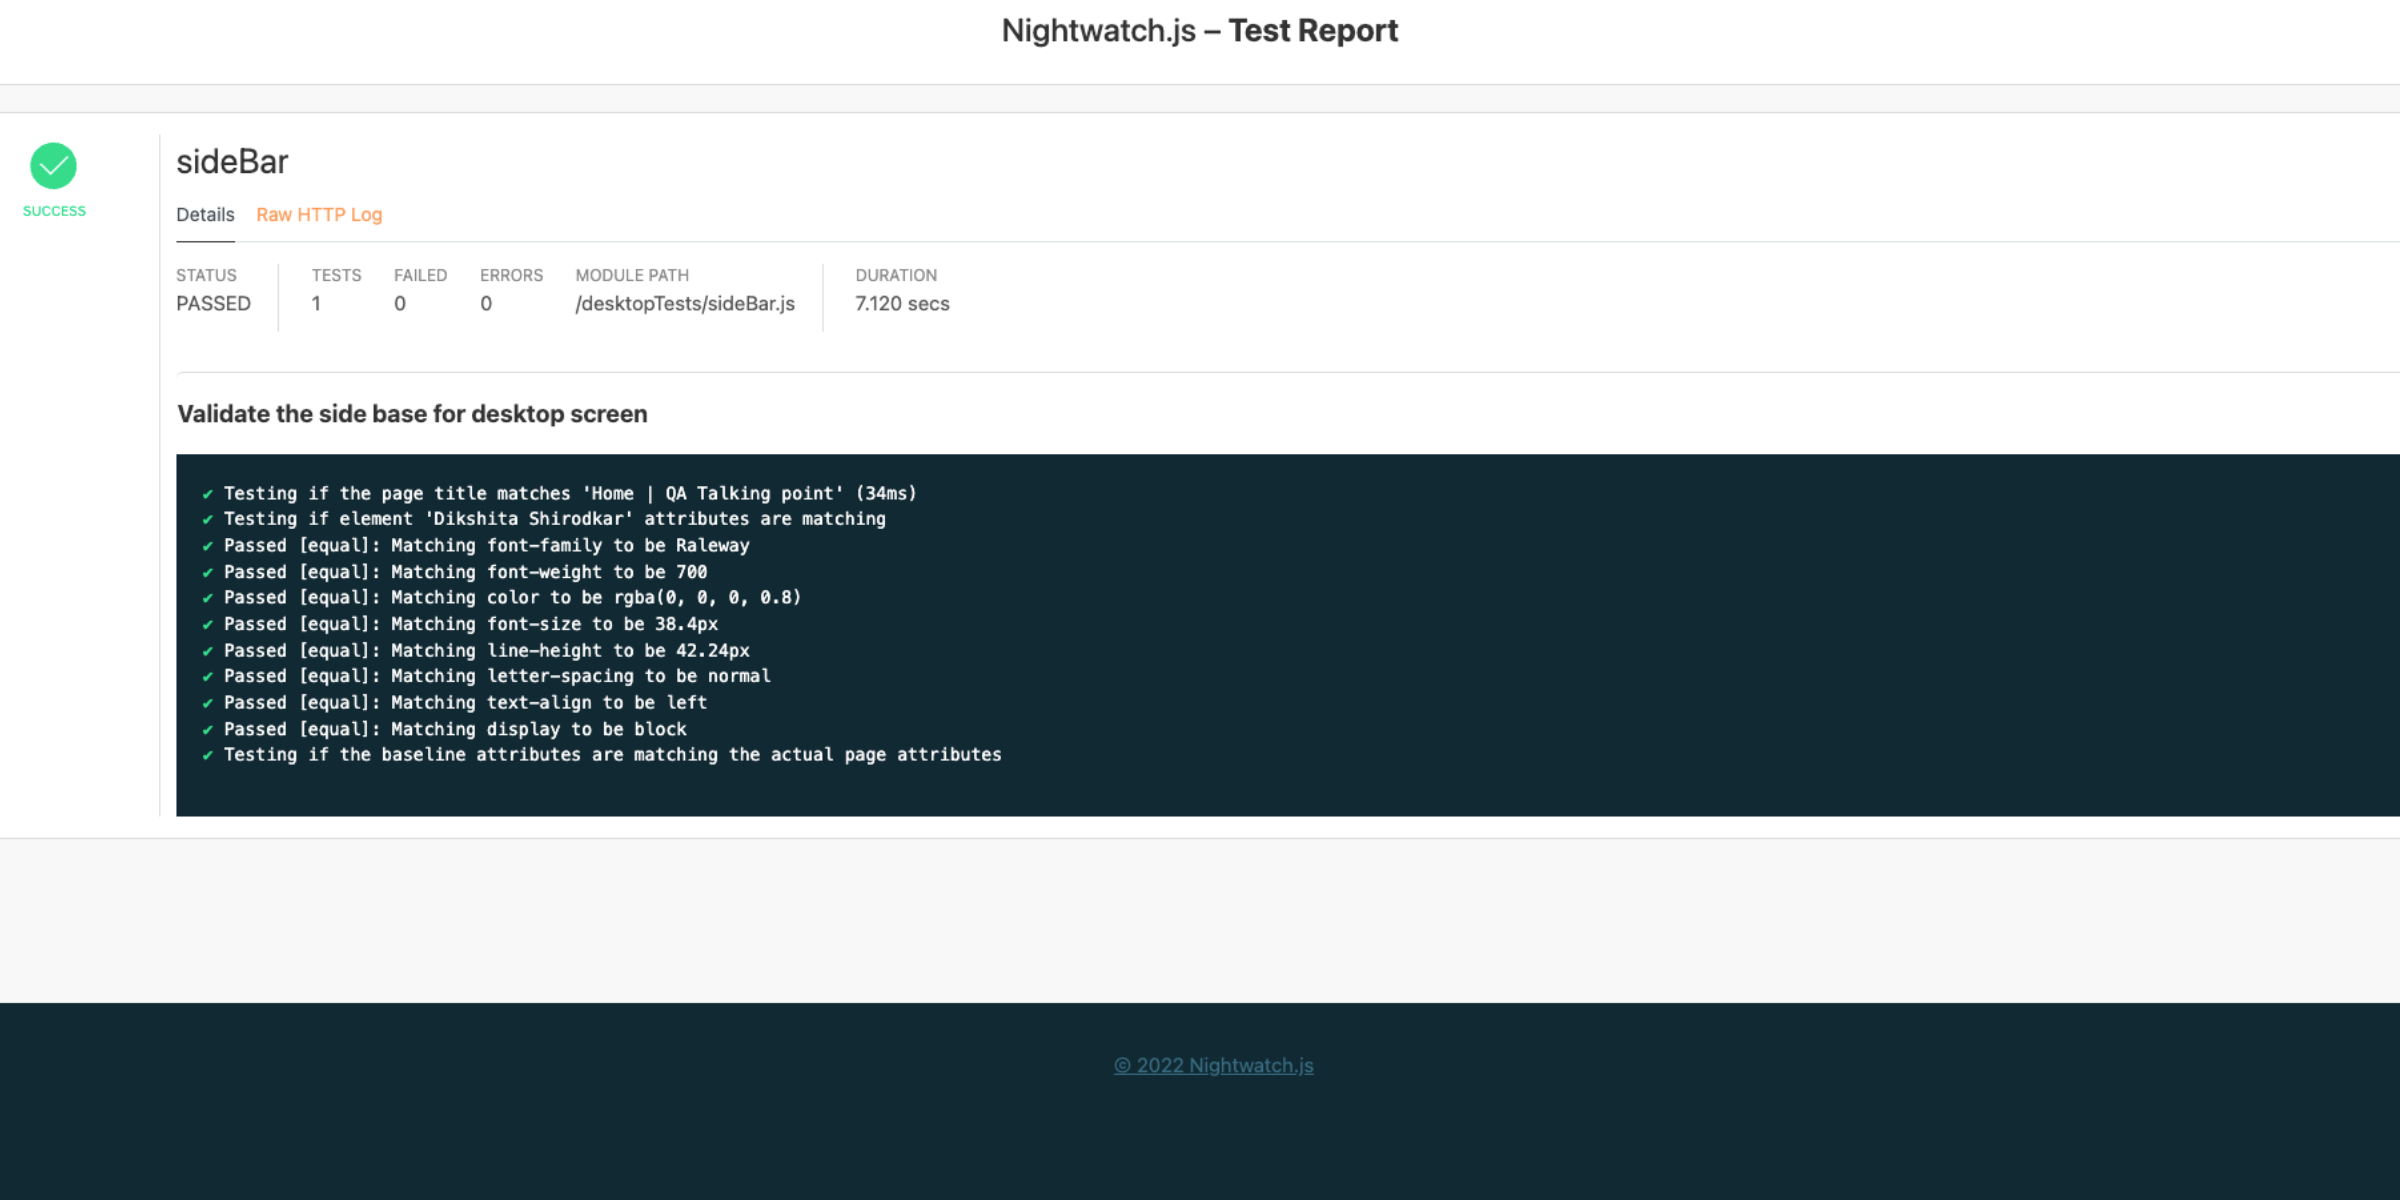 Nightwatch.js – Test Report
SUCCESS
sideBar
Details Raw HTTP Log
STATUS TESTS FAILED ERRORS MODULE PATH DURATION
PASSED 1 0 0 /desktopTests/sideBar.js 7.120 secs
Validate the side base for desktop screen
✔ Testing if the page title matches 'Home | QA Talking point' (34ms)
✔ Testing if element 'Dikshita Shirodkar' attributes are matching
✔ Passed [equal]: Matching font-family to be Raleway
✔ Passed [equal]: Matching font-weight to be 700
✔ Passed [equal]: Matching color to be rgba(0, 0, 0, 0.8)
✔ Passed [equal]: Matching font-size to be 38.4px
✔ Passed [equal]: Matching line-height to be 42.24px
✔ Passed [equal]: Matching letter-spacing to be normal
✔ Passed [equal]: Matching text-align to be left
✔ Passed [equal]: Matching display to be block
✔ Testing if the baseline attributes are matching the actual page attributes
© 2022 Nightwatch.js